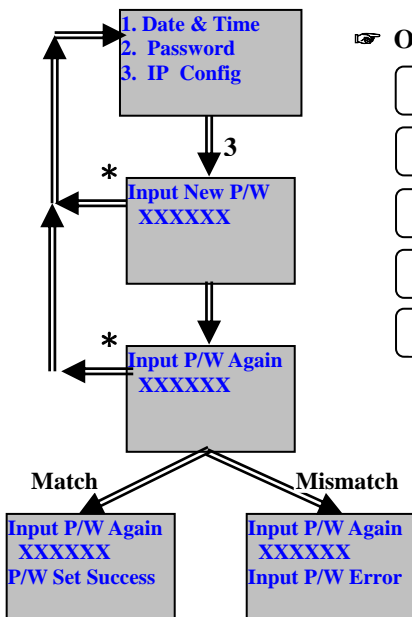 1. Date & Time
2. Password
3. IP Config
☞ O
3
*
Input New P/W
XXXXXX
*
Input P/W Again
XXXXXX
Match
Mismatch
Input P/W Again
XXXXXX
P/W Set Success
Input P/W Again
XXXXXX
Input P/W Error